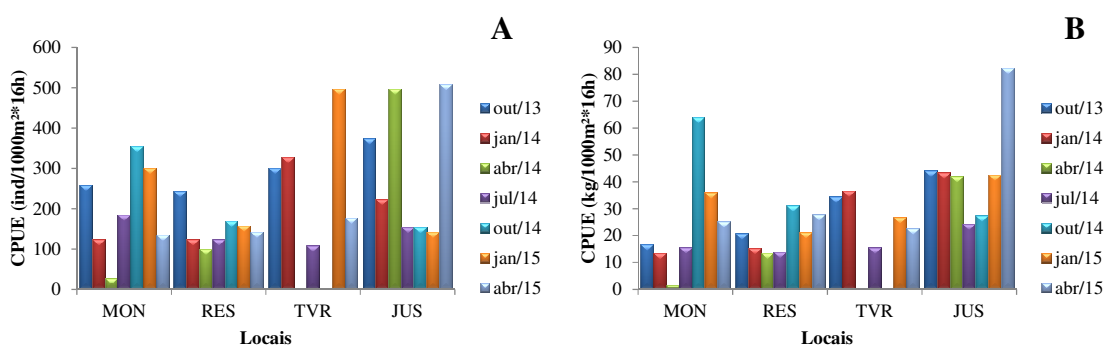 A
CPUE (ind/1000m²*16h)
600
500
400
300
200
100
0
MON RES TVR JUS
Locais
out/13
jan/14
abr/14
jul/14
out/14
jan/15
abr/15
B
CPUE (kg/1000m²*16h)
90
80
70
60
50
40
30
20
10
0
MON RES TVR JUS
Locais
out/13
jan/14
abr/14
jul/14
out/14
jan/15
abr/15